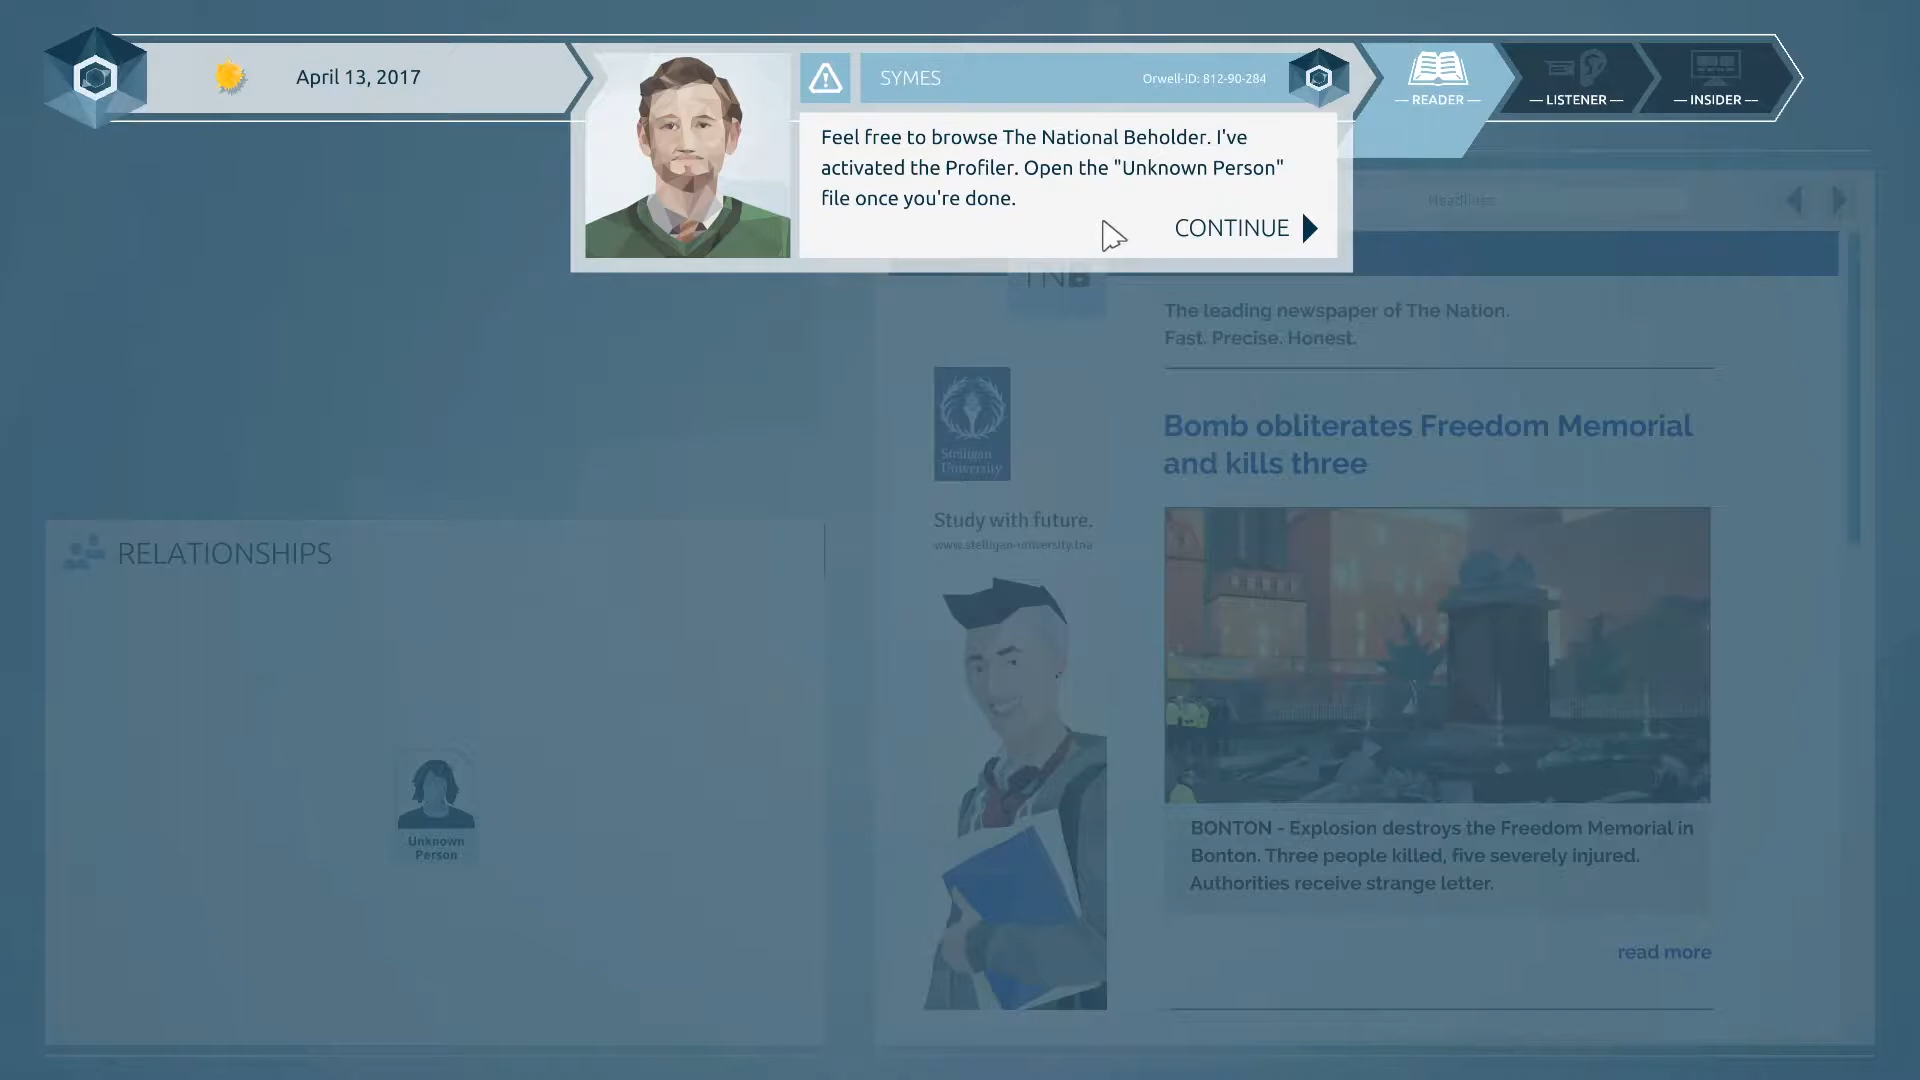 April 13, 2017
SYMES
Orwell-ID: 812-90-284
Feel free to browse The National Beholder. I've
activated the Profiler. Open the "Unknown Person"
file once you're done.
CONTINUE
READER
LISTENER
INSIDER
Headlines
TNB
The leading newspaper of The Nation.
Fast. Precise. Honest.
Stelligan
University
Study with future.
www.stelligan-university.tna
Bomb obliterates Freedom Memorial
and kills three
BONTON - Explosion destroys the Freedom Memorial in
Bonton. Three people killed, five severely injured.
Authorities receive strange letter.
read more
RELATIONSHIPS
Unknown
Person